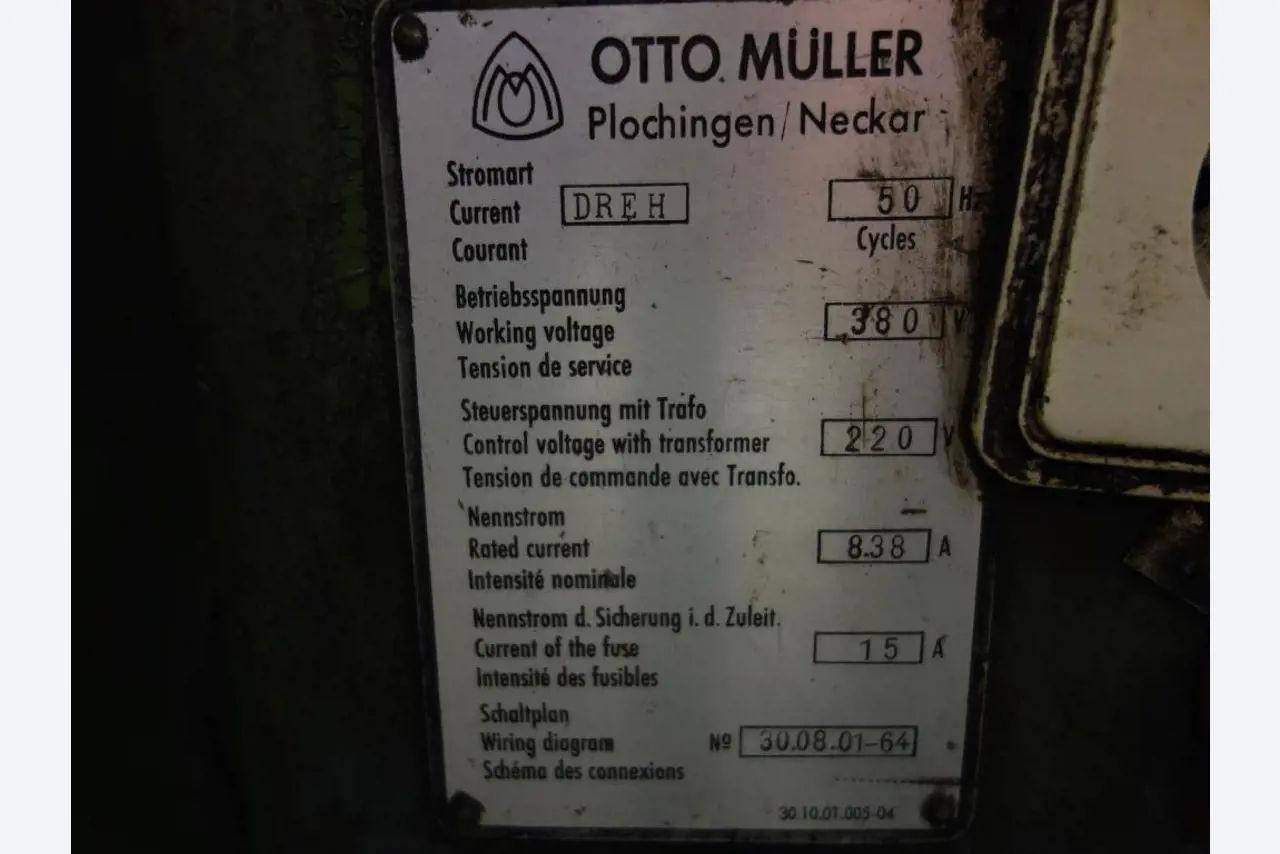 OTTO MÜLLER
Plochingen/Neckar
Stromart
Current DREH 50 Hz
Courant Cycles
Betriebsspannung
Working voltage 380 V
Tension de service
Steuerspannung mit Trafo
Control voltage with transformer 220 V
Tension de commande avec Transfo.
Nennstrom
Rated current 8.38 A
Intensité nominale
Nennstrom d. Sicherung i. d. Zuleit.
Current of the fuse 15 A
Intensité des fusibles
Schaltplan
Wiring diagram Nº 30.08.01-64
Schéma des connexions
30.10.01.005-04